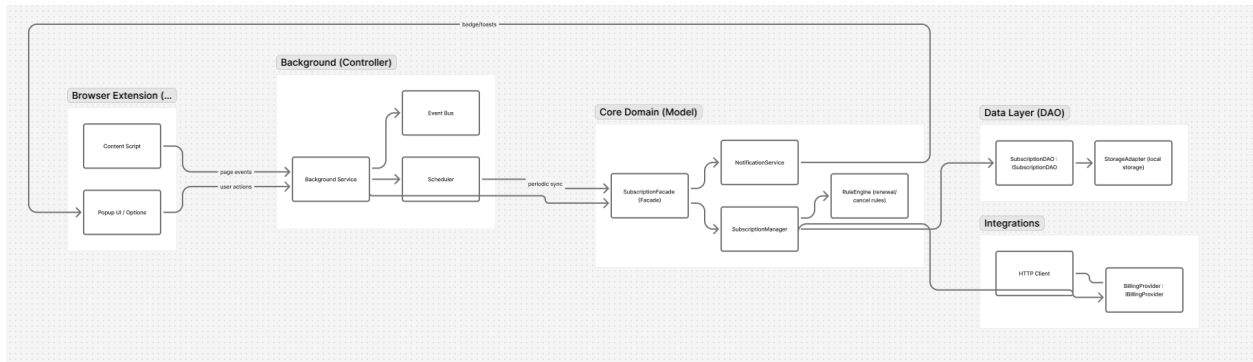 badge/toasts
Background (Controller)
Browser Extension (...
Content Script
Popup UI / Options
page events
user actions
Event Bus
Background Service
Scheduler
periodic sync
Core Domain (Model)
SubscriptionFacade
(Facade)
NotificationService
SubscriptionManager
RuleEngine (renewal/
cancel rules)
Data Layer (DAO)
SubscriptionDAO :
ISubscriptionDAO
StorageAdapter (local
storage)
Integrations
HTTP Client
BillingProvider :
IBillingProvider